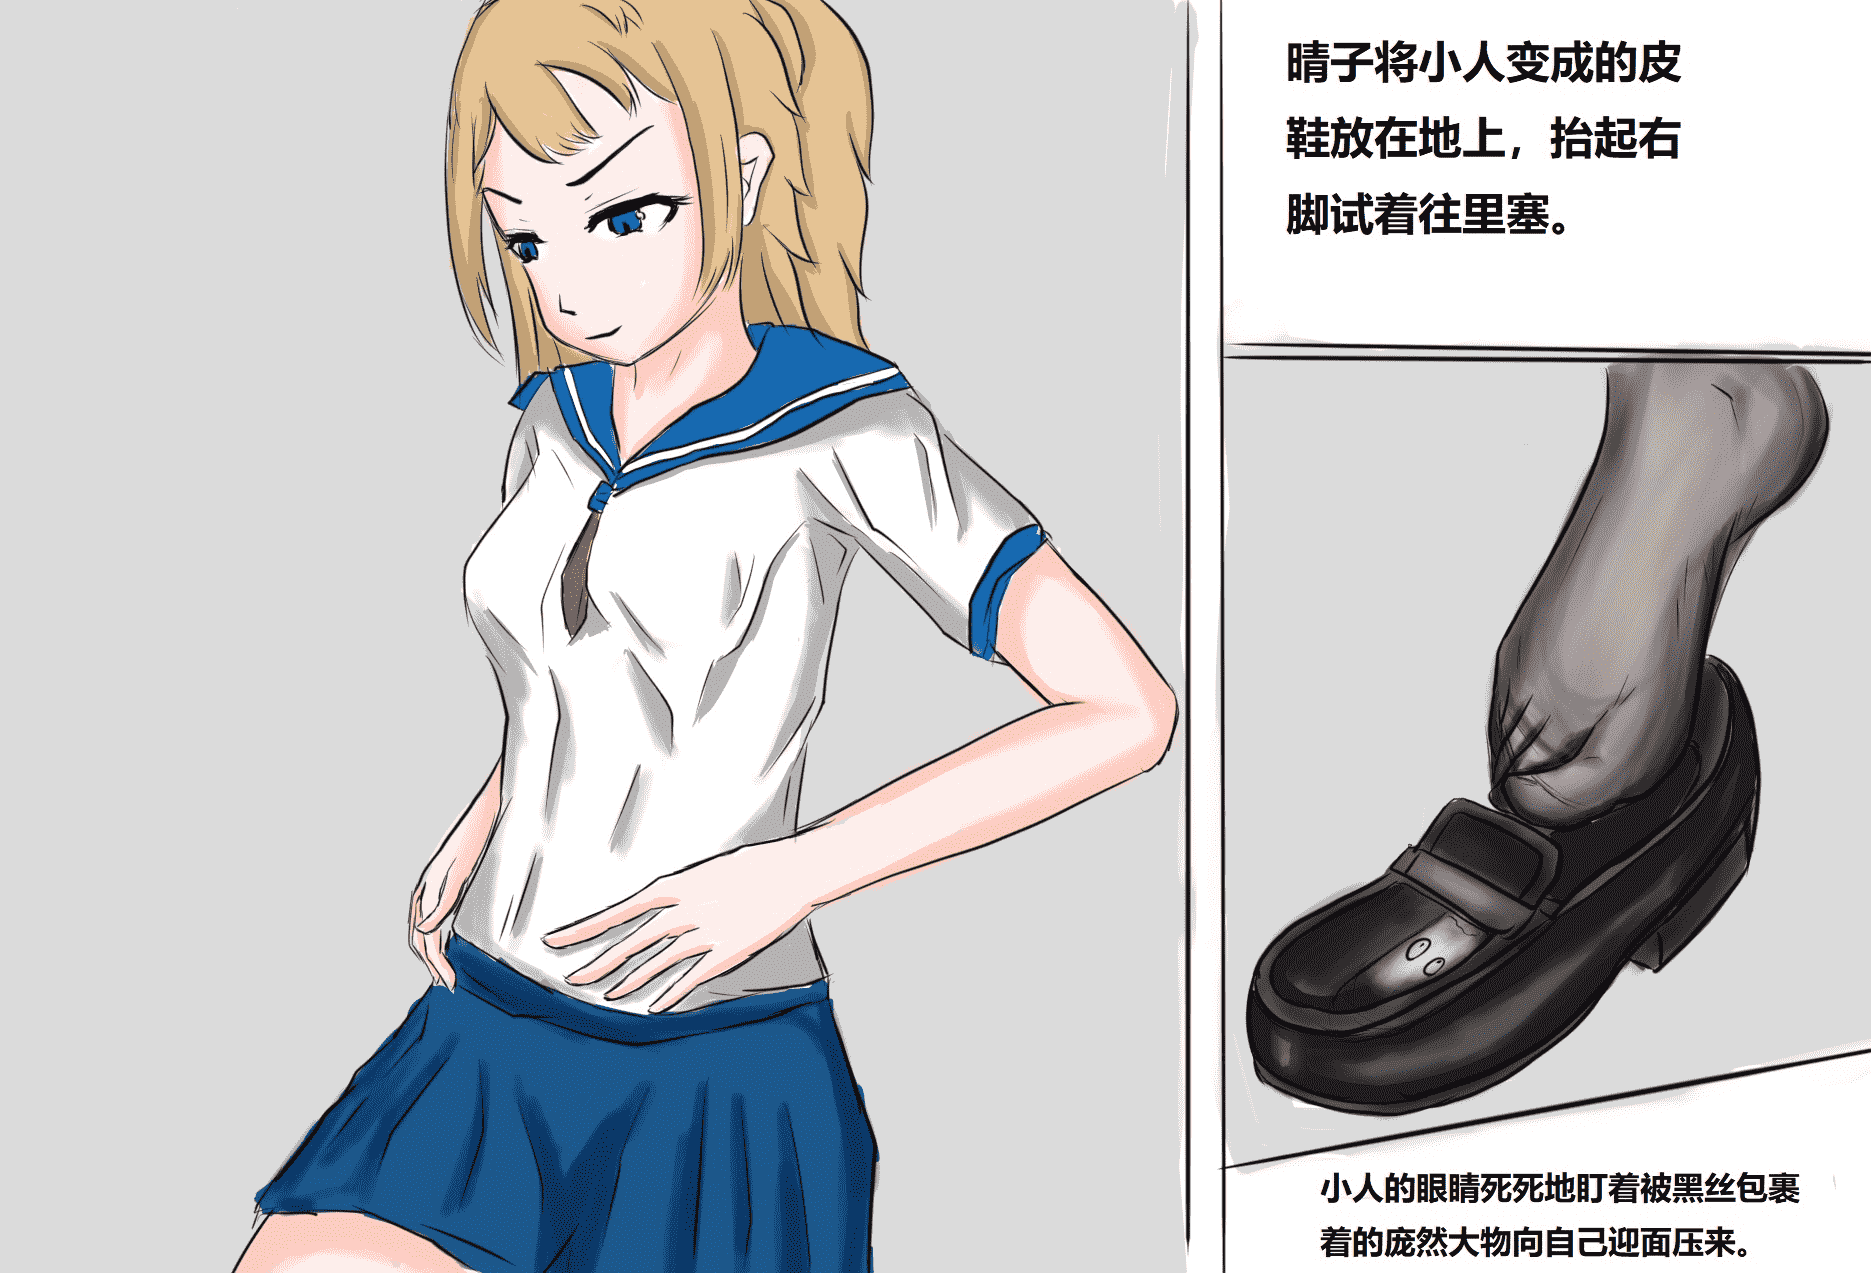 晴子将小人变成的皮
鞋放在地上，抬起右
脚试着往里塞。
小人的眼睛死死地盯着被黑丝包裹
着的庞然大物向自己迎面压来。